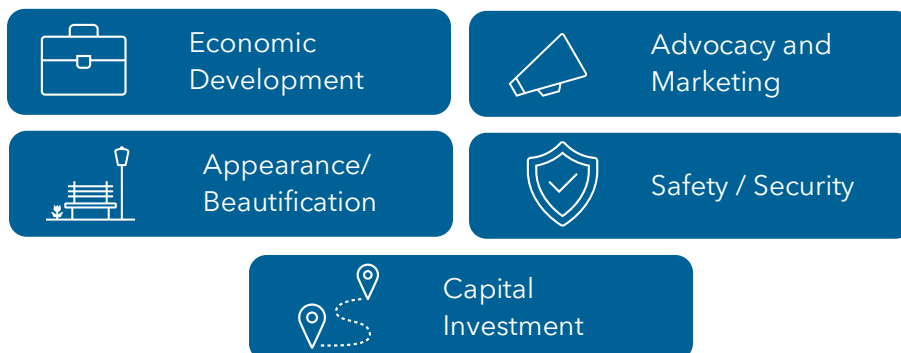 Economic
Development
Advocacy and
Marketing
Appearance/
Beautification
Safety / Security
Capital
Investment